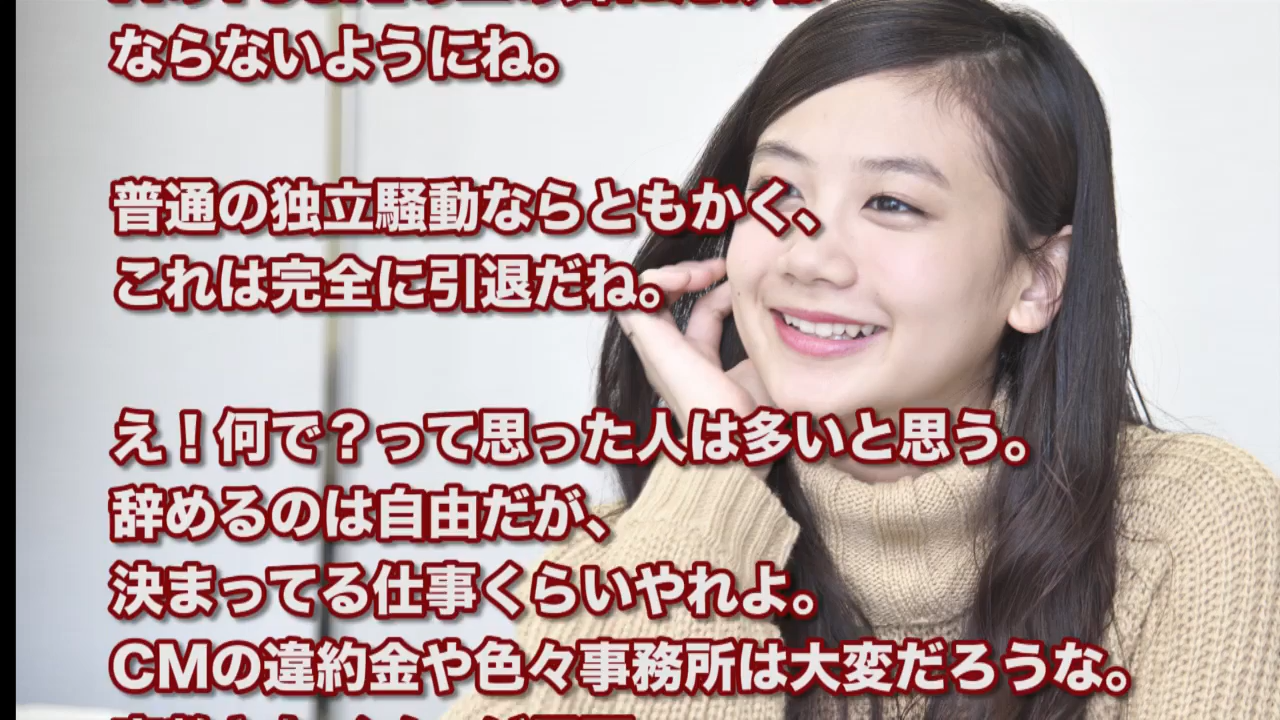 ならないようにね。
普通の独立騒動ならともかく、
これは完全に引退だね。
え！何で？って思った人は多いと思う。
辞めるのは自由だが、
決まってる仕事くらいやれよ。
CMの違約金や色々事務所は大変だろうな。